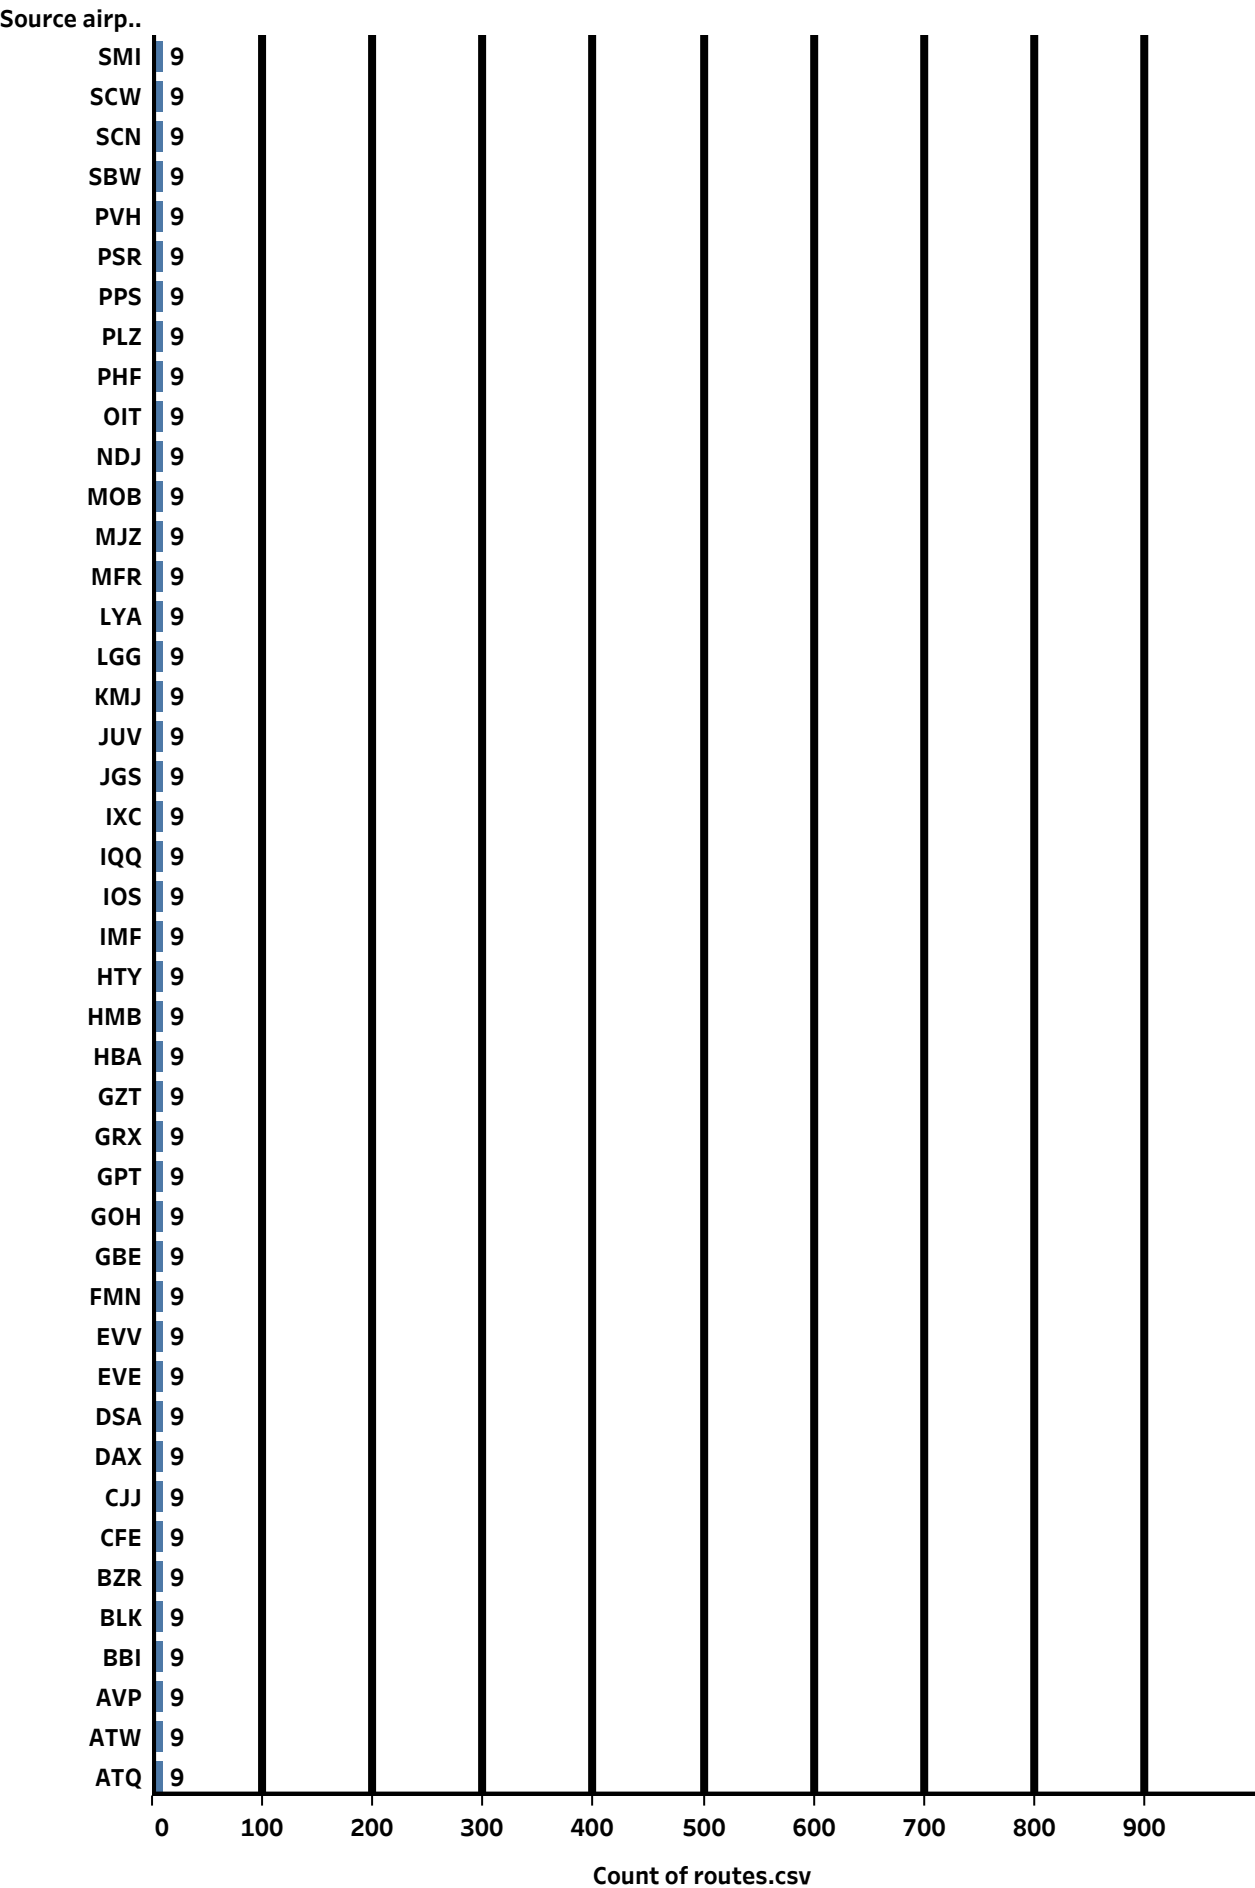 Source airp..
SMI 9
SCW 9
SCN 9
SBW 9
PVH 9
PSR 9
PPS 9
PLZ 9
PHF 9
OIT 9
NDJ 9
MOB 9
MJZ 9
MFR 9
LYA 9
LGG 9
KMJ 9
JUV 9
JGS 9
IXC 9
IQQ 9
IOS 9
IMF 9
HTY 9
HMB 9
HBA 9
GZT 9
GRX 9
GPT 9
GOH 9
GBE 9
FMN 9
EVV 9
EVE 9
DSA 9
DAX 9
CJJ 9
CFE 9
BZR 9
BLK 9
BBI 9
AVP 9
ATW 9
ATQ 9
0 100 200 300 400 500 600 700 800 900
Count of routes.csv